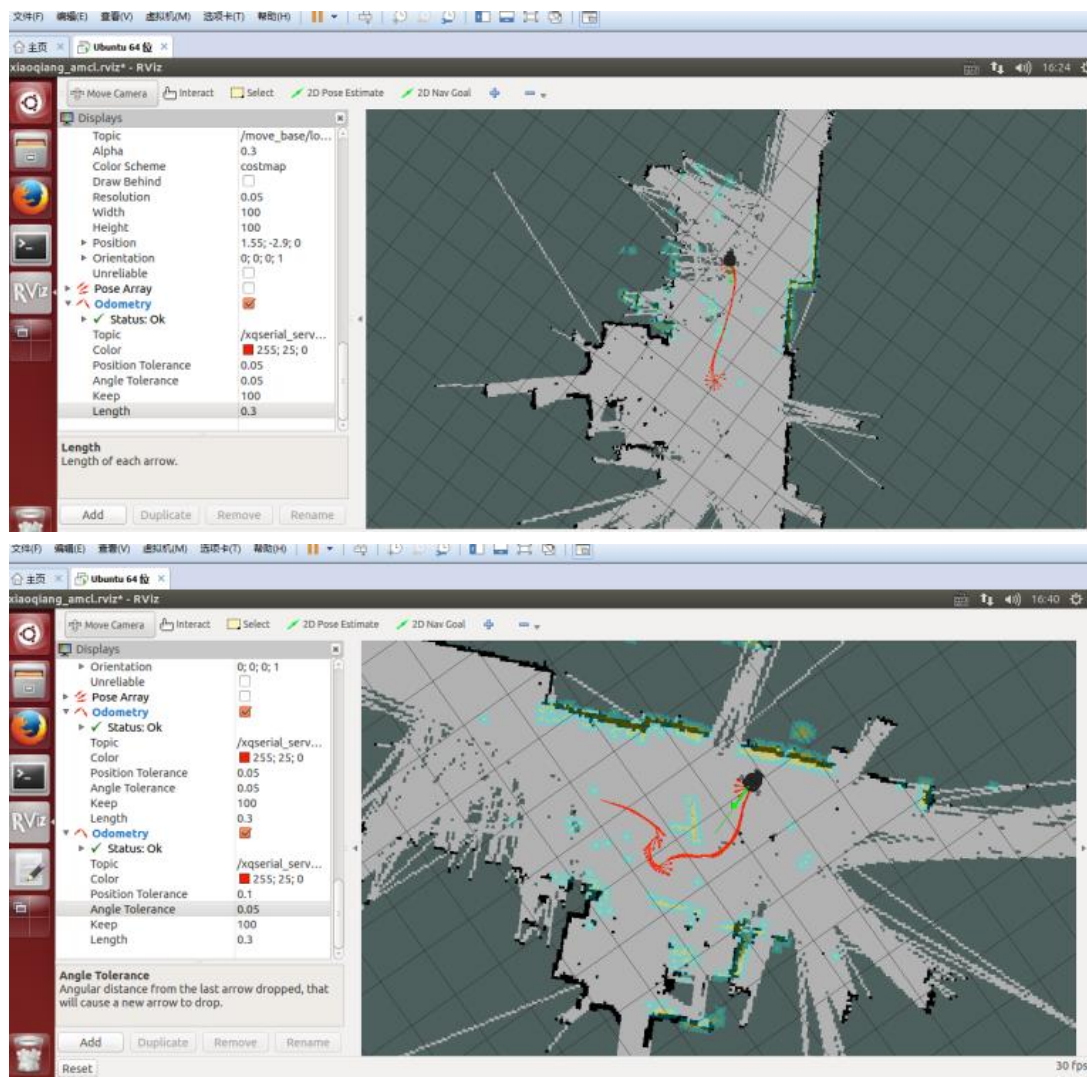 文件(F) 编辑(E) 查看(V) 虚拟机(M) 选项卡(T) 帮助(H)
主页 × Ubuntu 64 位 ×
xiaoqiang_amcl.rviz* - RViz 16:24
Move Camera Interact Select 2D Pose Estimate 2D Nav Goal
Displays
Topic /move_base/lo...
Alpha 0.3
Color Scheme costmap
Draw Behind
Resolution 0.05
Width 100
Height 100
Position 1.55; -2.9; 0
Orientation 0; 0; 0; 1
Unreliable
Pose Array
Odometry
Status: Ok
Topic /xqserial_serv...
Color 255; 25; 0
Position Tolerance 0.05
Angle Tolerance 0.05
Keep 100
Length 0.3
Length
Length of each arrow.
Add Duplicate Remove Rename
RViz
文件(F) 编辑(E) 查看(V) 虚拟机(M) 选项卡(T) 帮助(H)
主页 × Ubuntu 64 位 ×
xiaoqiang_amcl.rviz* - RViz 16:40
Move Camera Interact Select 2D Pose Estimate 2D Nav Goal
Displays
Orientation 0; 0; 0; 1
Unreliable
Pose Array
Odometry
Status: Ok
Topic /xqserial_serv...
Color 255; 25; 0
Position Tolerance 0.05
Angle Tolerance 0.05
Keep 100
Length 0.3
Odometry
Status: Ok
Topic /xqserial_serv...
Color 255; 25; 0
Position Tolerance 0.1
Angle Tolerance 0.05
Keep 100
Length 0.3
Angle Tolerance
Angular distance from the last arrow dropped, that
will cause a new arrow to drop.
Add Duplicate Remove Rename
Reset 30 fps
RViz